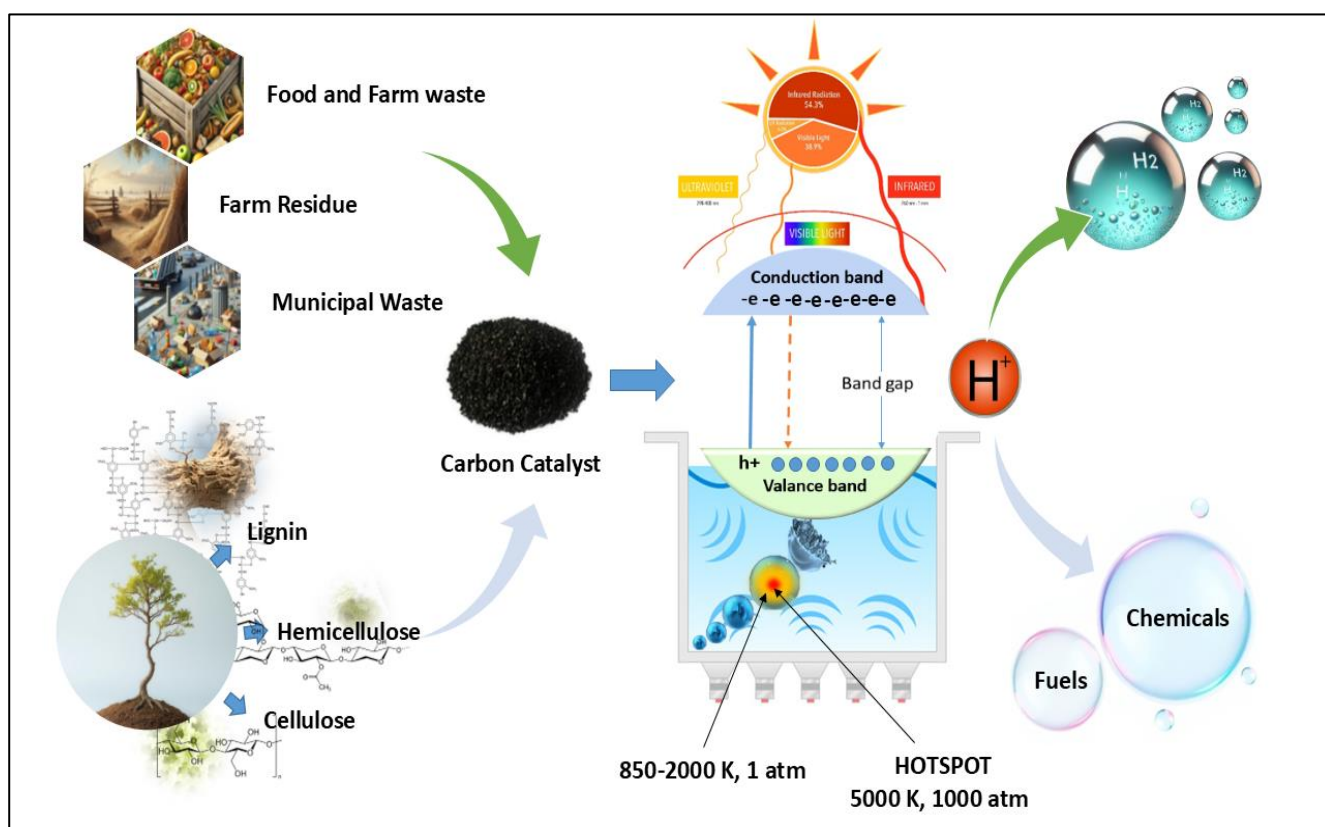 Food and Farm waste
Farm Residue
Municipal Waste
Carbon Catalyst
Lignin
Hemicellulose
Cellulose
Infrared Radiation
54.3%
Visible Light
38.9%
ULTRAVIOLET
INFRARED
VISIBLE LIGHT
Conduction band
-e -e -e -e -e -e -e -e
Band gap
h+
Valance band
850-2000 K, 1 atm
HOTSPOT
5000 K, 1000 atm
H+
H2
H2
H2
H
H
Chemicals
Fuels